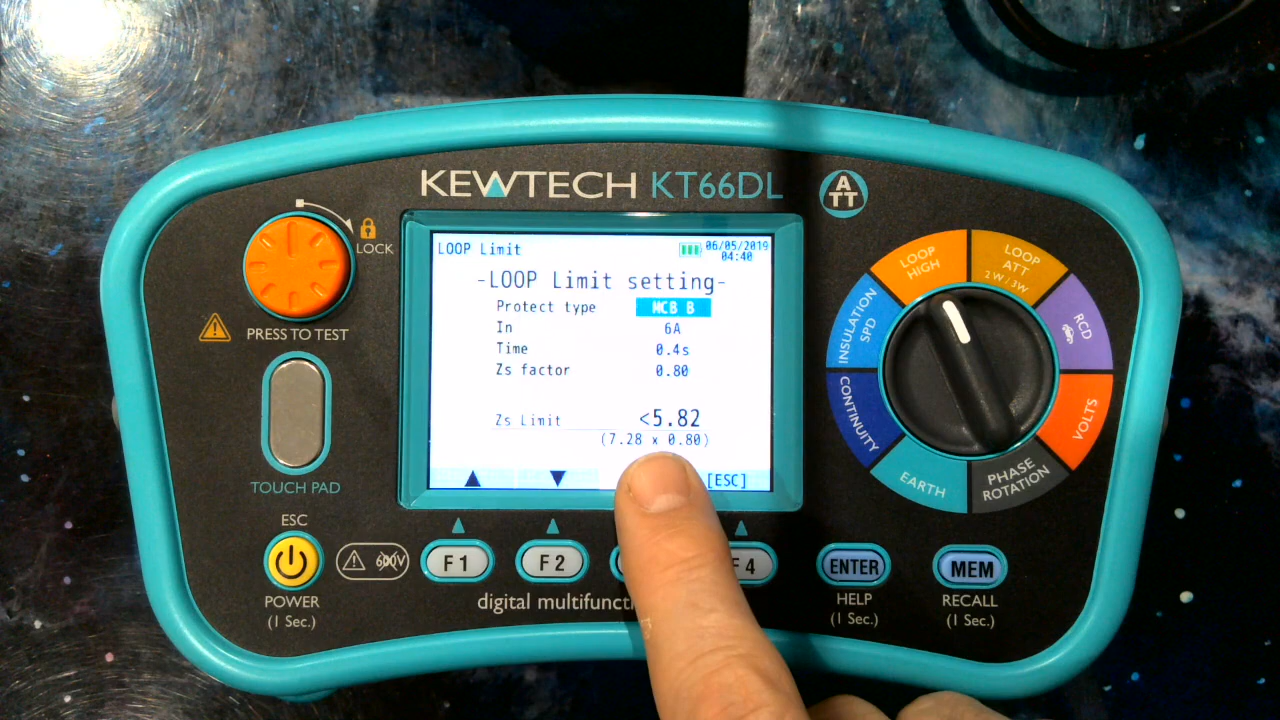 KEWTECH KT66DL
ATT
LOCK
PRESS TO TEST
TOUCH PAD
ESC
POWER
(1 Sec.)
600V
LOOP Limit
06/05/2019
04:40
-LOOP Limit setting-
Protect type MCB B
In 6A
Time 0.4s
Zs factor 0.80
Zs Limit <5.82
(7.28 x 0.80)
▲ ▼ [ESC]
F1 F2 F4
digital
INSULATION
SPD
LOOP
HIGH
LOOP
ATT
2W/3W
RCD
VOLTS
PHASE
ROTATION
EARTH
CONTINUITY
ENTER
HELP
(1 Sec.)
MEM
RECALL
(1 Sec.)